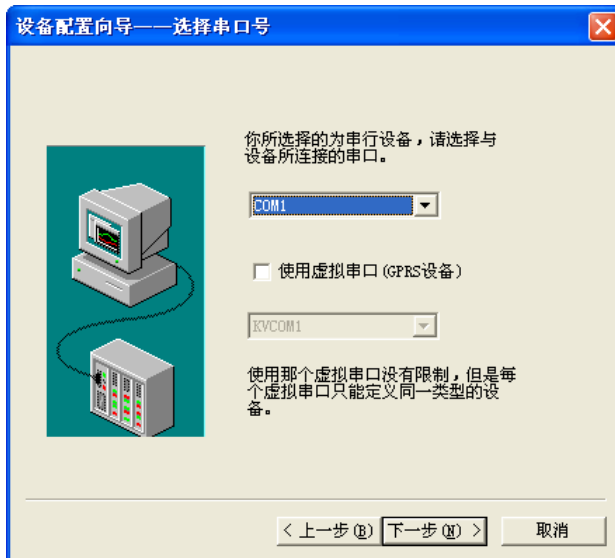 设备配置向导——选择串口号
你所选择的为串行设备，请选择与
设备所连接的串口。
COM1
使用虚拟串口(GPRS设备)
KVCOM1
使用那个虚拟串口没有限制，但是每
个虚拟串口只能定义同一类型的设
备。
< 上一步(B) 下一步(N) > 取消